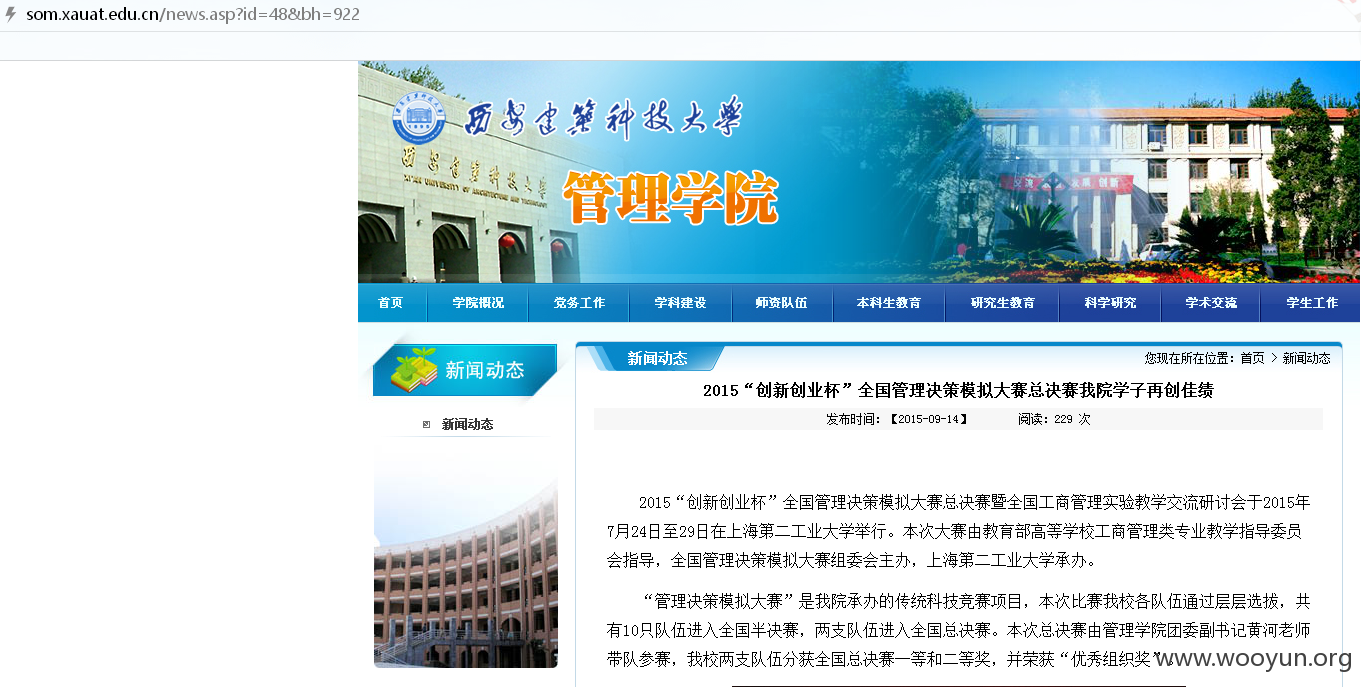 som.xauat.edu.cn/news.asp?id=48&bh=922
西安建筑科技大学
西安建筑科技大学
XI'AN UNIVERSITY OF ARCHITECTURE AND TECHNOLOGY
管理学院
首页 学院概况 党务工作 学科建设 师资队伍 本科生教育 研究生教育 科学研究 学术交流 学生工作
新闻动态
新闻动态
新闻动态
您现在所在位置：首页 > 新闻动态
2015“创新创业杯”全国管理决策模拟大赛总决赛我院学子再创佳绩
发布时间：【2015-09-14】 阅读：229 次
2015“创新创业杯”全国管理决策模拟大赛总决赛暨全国工商管理实验教学交流研讨会于2015年
7月24日至29日在上海第二工业大学举行。本次大赛由教育部高等学校工商管理类专业教学指导委员
会指导，全国管理决策模拟大赛组委会主办，上海第二工业大学承办。
“管理决策模拟大赛”是我院承办的传统科技竞赛项目，本次比赛我校各队伍通过层层选拔，共
有10只队伍进入全国半决赛，两支队伍进入全国总决赛。本次总决赛由管理学院团委副书记黄河老师
带队参赛，我校两支队伍分获全国总决赛一等和二等奖，并荣获“优秀组织奖”。
www.wooyun.org